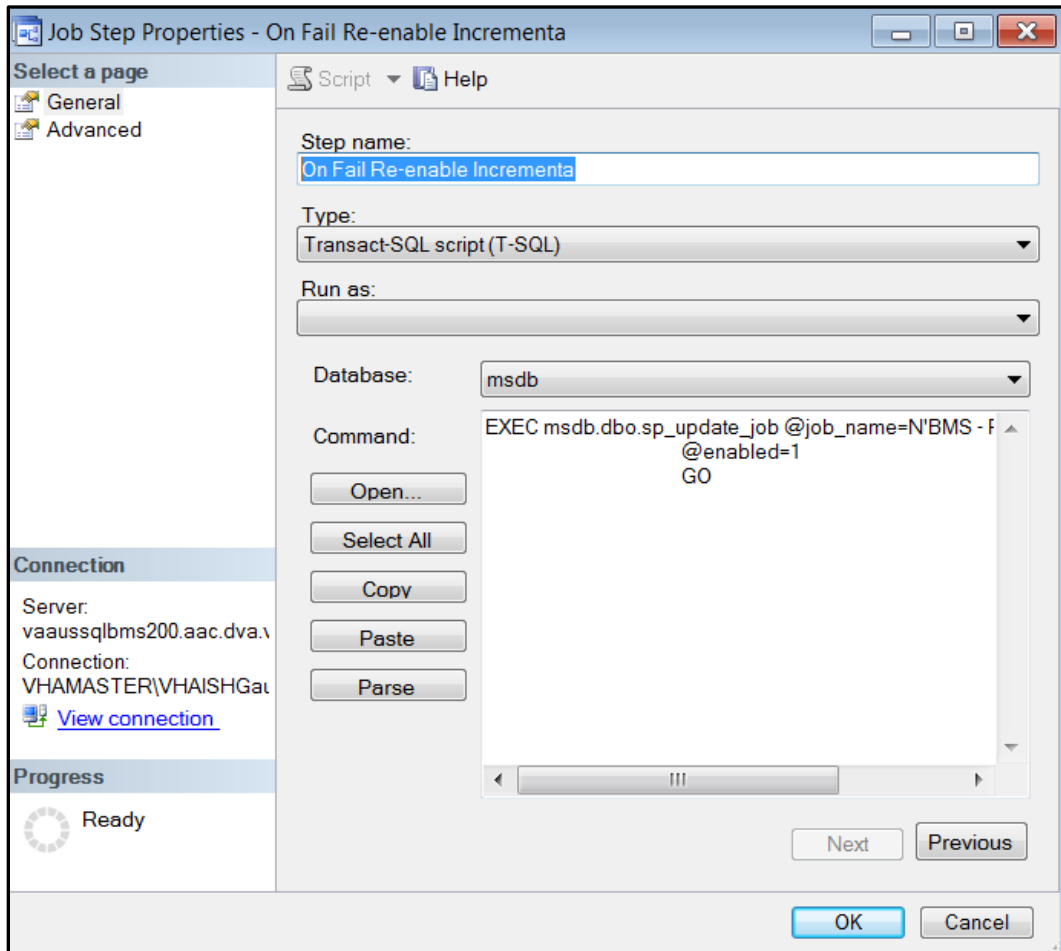 Job Step Properties - On Fail Re-enable Incrementa
Select a page
General
Advanced
Script
Help
Step name:
On Fail Re-enable Incrementa
Type:
Transact-SQL script (T-SQL)
Run as:
Database:
msdb
Command:
EXEC msdb.dbo.sp_update_job @job_name=N'BMS -
@enabled=1
GO
Open...
Select All
Copy
Paste
Parse
Connection
Server:
vaaussqlbms200.aac.dva.v
Connection:
VHAMASTER\VHAISHGau
View connection
Progress
Ready
Next
Previous
OK
Cancel